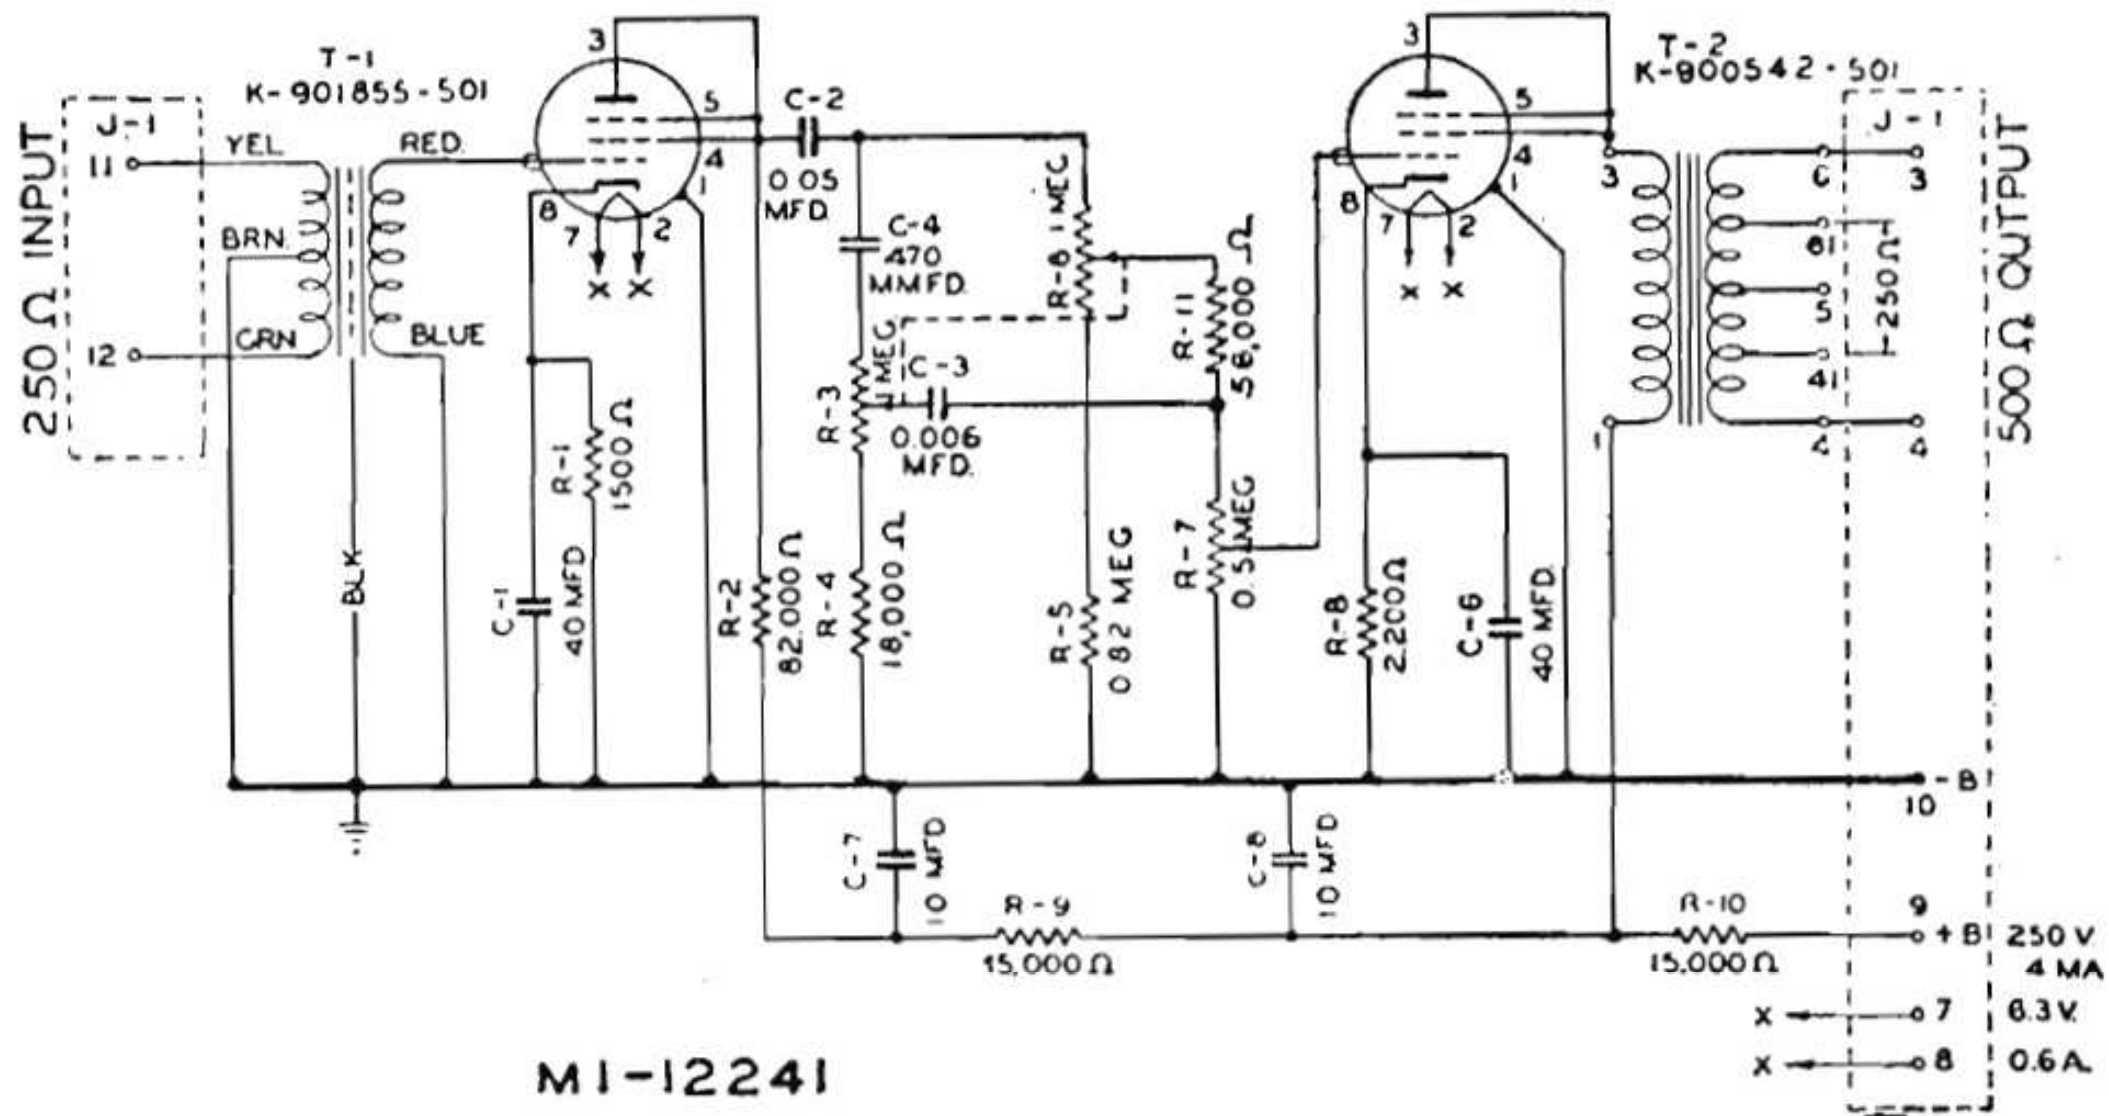 250 Ω INPUT
J-1
11
12
T-1
K-901855-501
YEL
BRN.
GRN
RED.
BLUE
BLK
3
5
4
1
8
7
2
X X
C-1
40 MFD
R-1
1500 Ω
C-2
0.05
MFD
R-2
82,000 Ω
C-4
470
MMFD.
R-3
1 MEG
R-4
18,000 Ω
C-3
0.006
MFD.
R-6 1 MEG
R-5
0.82 MEG
R-11
56,000 Ω
R-7
0.5 MEG
3
5
4
1
8
7
2
X X
R-8
2,200 Ω
C-6
40 MFD.
T-2
K-900542-501
3
1
6
61
5
41
4
250 Ω
J-1
3
4
500 Ω OUTPUT
-B
10
C-7
10 MFD
R-9
15,000 Ω
C-8
10 MFD
R-10
15,000 Ω
9
+B 250 V.
4 MA
X 7 6.3 V.
X 8 0.6 A.
MI-12241